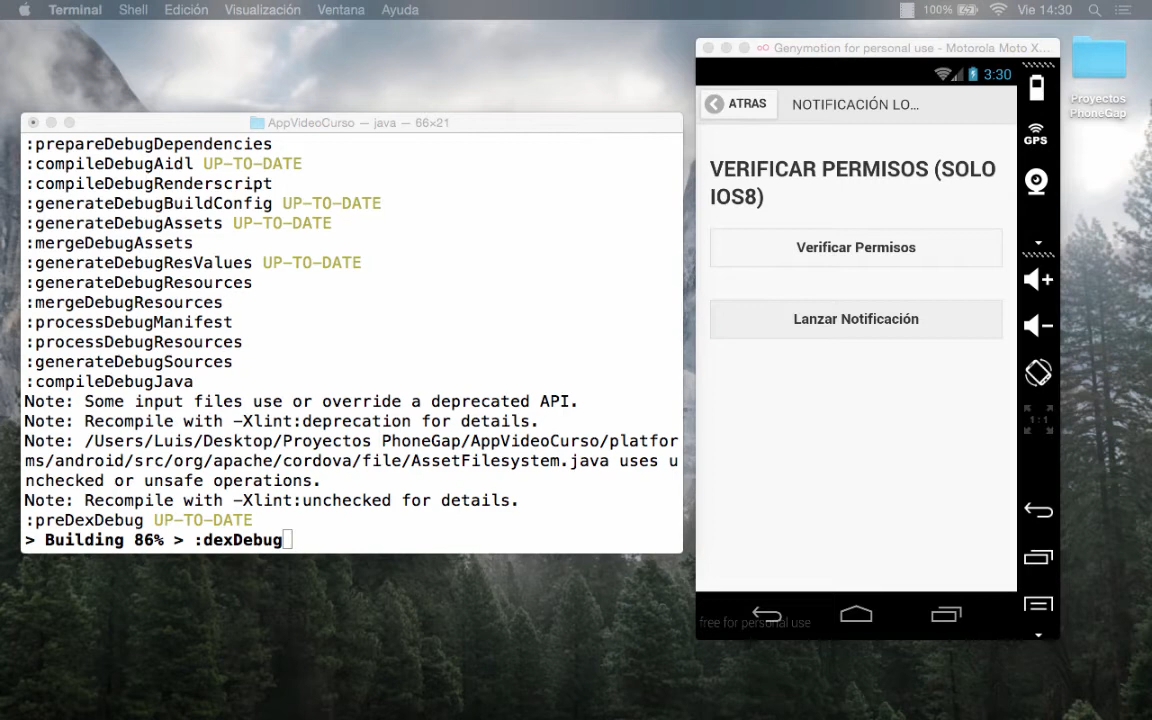 Terminal Shell Edición Visualización Ventana Ayuda 100% Vie 14:30
AppVideoCurso — java — 66×21
:prepareDebugDependencies
:compileDebugAidl UP-TO-DATE
:compileDebugRenderscript
:generateDebugBuildConfig UP-TO-DATE
:generateDebugAssets UP-TO-DATE
:mergeDebugAssets
:generateDebugResValues UP-TO-DATE
:generateDebugResources
:mergeDebugResources
:processDebugManifest
:processDebugResources
:generateDebugSources
:compileDebugJava
Note: Some input files use or override a deprecated API.
Note: Recompile with -Xlint:deprecation for details.
Note: /Users/Luis/Desktop/Proyectos PhoneGap/AppVideoCurso/platfor
ms/android/src/org/apache/cordova/file/AssetFilesystem.java uses u
nchecked or unsafe operations.
Note: Recompile with -Xlint:unchecked for details.
:preDexDebug UP-TO-DATE
> Building 86% > :dexDebug
Genymotion for personal use - Motorola Moto X...
3:30
ATRAS NOTIFICACIÓN LO...
VERIFICAR PERMISOS (SOLO
IOS8)
Verificar Permisos
Lanzar Notificación
free for personal use
GPS
1:1
Proyectos
PhoneGap